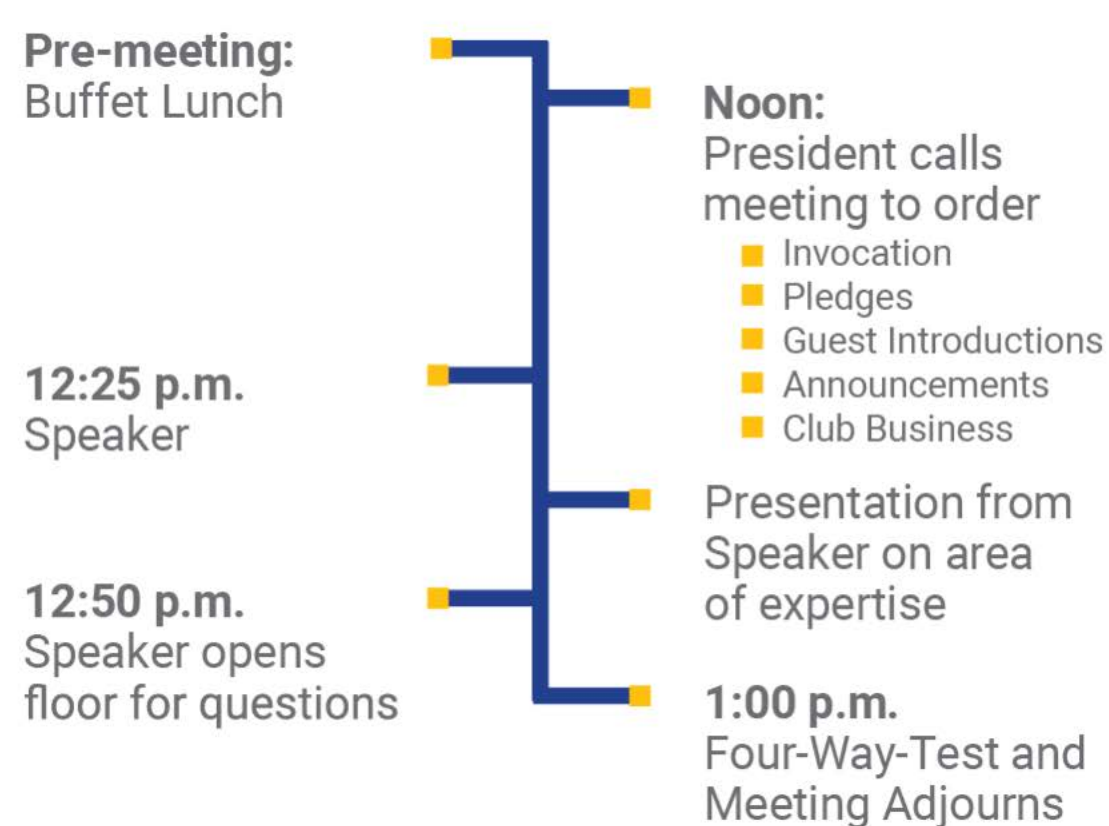 Pre-meeting:
Buffet Lunch
Noon:
President calls
meeting to order
Invocation
Pledges
Guest Introductions
Announcements
Club Business
12:25 p.m.
Speaker
Presentation from
Speaker on area
of expertise
12:50 p.m.
Speaker opens
floor for questions
1:00 p.m.
Four-Way-Test and
Meeting Adjourns